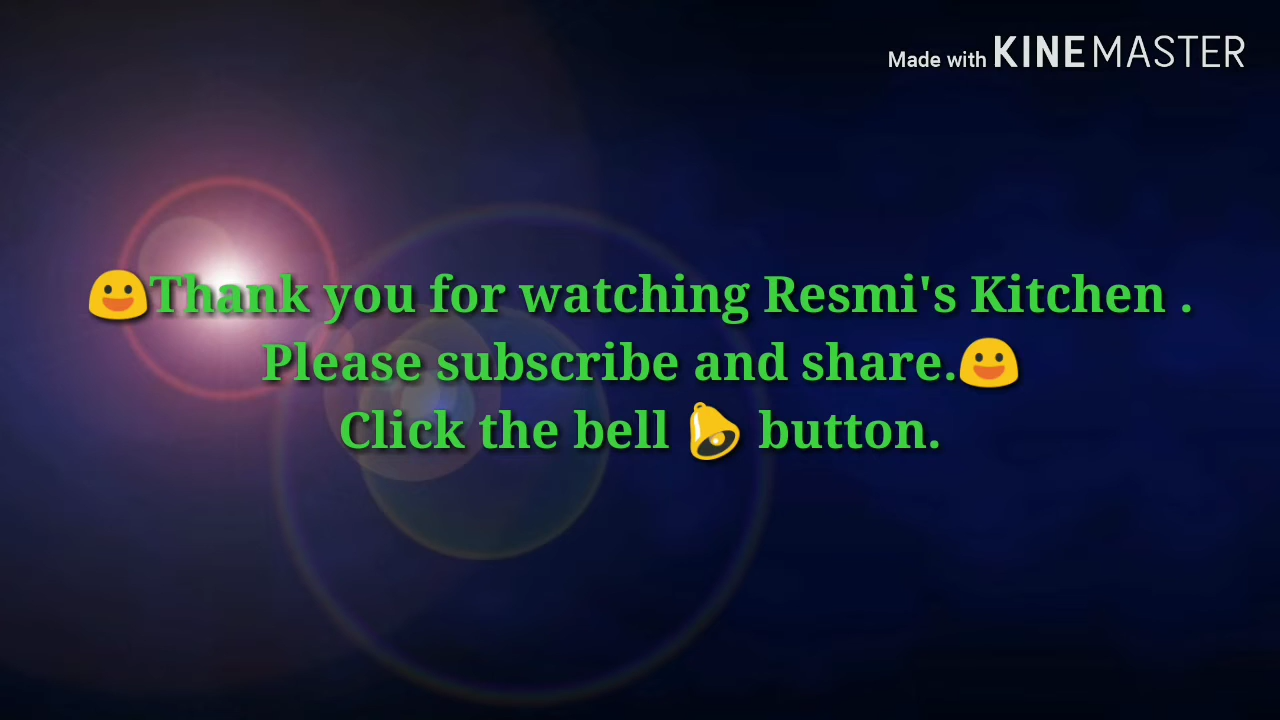 Made with KINEMASTER
😃Thank you for watching Resmi's Kitchen .
Please subscribe and share.😃
Click the bell 🔔 button.